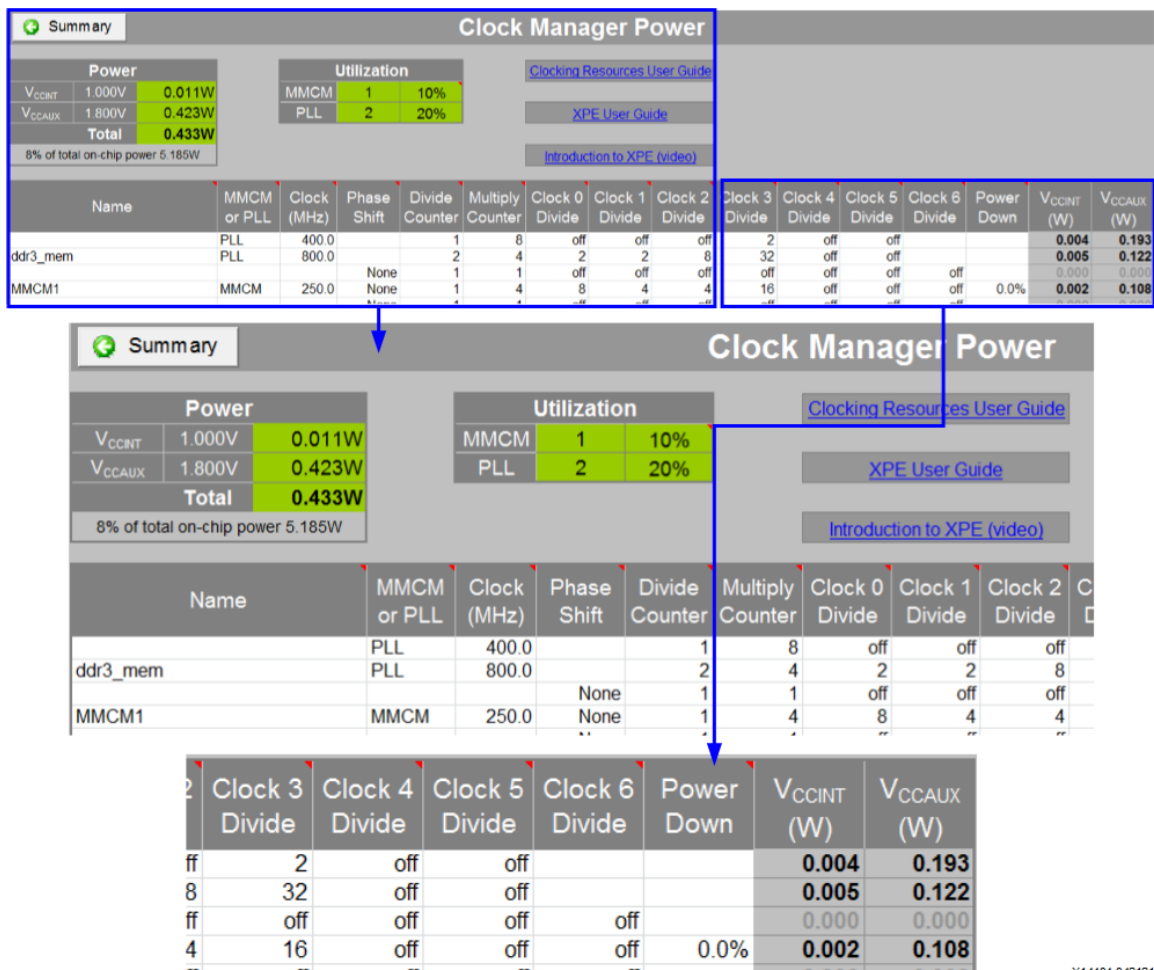 Summary
Clock Manager Power
Power
Utilization
Clocking Resources User Guide
VCCINT 1.000V 0.011W
MMCM 1 10%
VCCAUX 1.800V 0.423W
PLL 2 20%
XPE User Guide
Total 0.433W
8% of total on-chip power 5.185W
Introduction to XPE (video)
Name MMCM or PLL Clock (MHz) Phase Shift Divide Counter Multiply Counter Clock 0 Divide Clock 1 Divide Clock 2 Divide Clock 3 Divide Clock 4 Divide Clock 5 Divide Clock 6 Divide Power Down VCCINT (W) VCCAUX (W)
PLL 400.0 1 8 off off off 2 off off 0.004 0.193
ddr3_mem PLL 800.0 2 4 2 2 8 32 off off 0.005 0.122
None 1 1 off off off off off off off 0.000 0.000
MMCM1 MMCM 250.0 None 1 4 8 4 4 16 off off off 0.0% 0.002 0.108
Summary
Clock Manager Power
Power
Utilization
Clocking Resources User Guide
VCCINT 1.000V 0.011W
MMCM 1 10%
VCCAUX 1.800V 0.423W
PLL 2 20%
XPE User Guide
Total 0.433W
8% of total on-chip power 5.185W
Introduction to XPE (video)
Name MMCM or PLL Clock (MHz) Phase Shift Divide Counter Multiply Counter Clock 0 Divide Clock 1 Divide Clock 2 Divide
PLL 400.0 1 8 off off off
ddr3_mem PLL 800.0 2 4 2 2 8
None 1 1 off off off
MMCM1 MMCM 250.0 None 1 4 8 4 4
2 Clock 3 Divide Clock 4 Divide Clock 5 Divide Clock 6 Divide Power Down VCCINT (W) VCCAUX (W)
ff 2 off off 0.004 0.193
8 32 off off 0.005 0.122
ff off off off off 0.000 0.000
4 16 off off off 0.0% 0.002 0.108